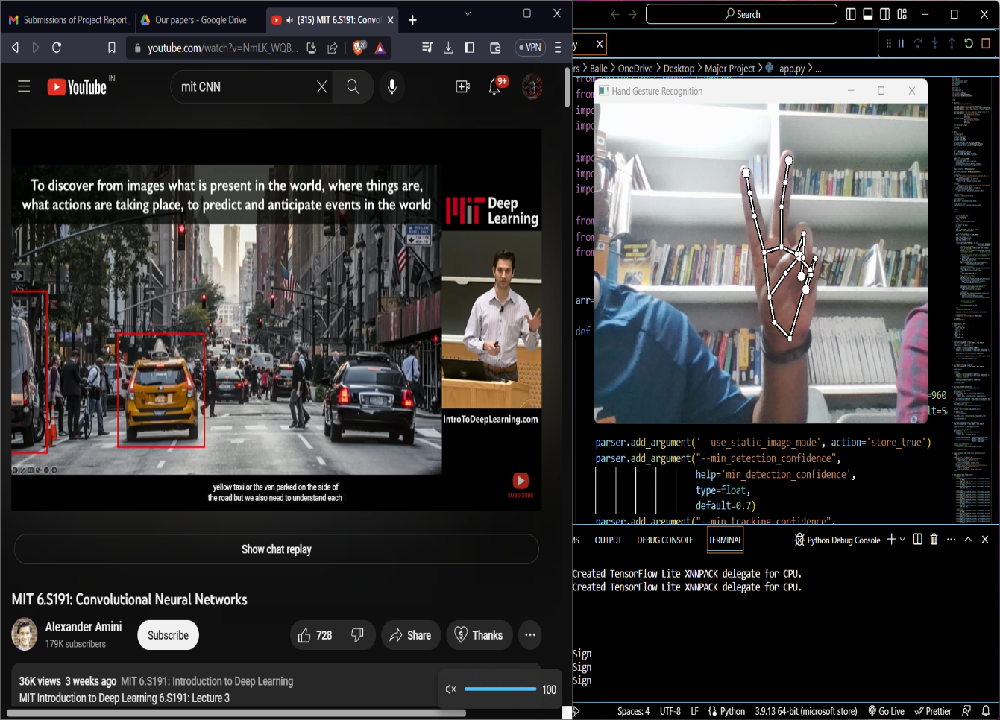 Submissions of Project Report
Our papers - Google Drive
(315) MIT 6.S191: Convol
youtube.com/watch?v=NmLK_WQB...
28
VPN
YouTube IN
mit CNN
9+
To discover from images what is present in the world, where things are,
what actions are taking place, to predict and anticipate events in the world
MIT Deep
Learning
IntroToDeepLearning.com
yellow taxi or the van parked on the side of
the road but we also need to understand each
SUBSCRIBE
Show chat replay
MIT 6.S191: Convolutional Neural Networks
Alexander Amini
179K subscribers
Subscribe
728
Share
Thanks
36K views 3 weeks ago MIT 6.S191: Introduction to Deep Learning
MIT Introduction to Deep Learning 6.S191: Lecture 3
100
Search
py
rs > Balle > OneDrive > Desktop > Major Project > app.py > ...
from
impo
impo
impo
impo
impo
from
from
from
arr=
def
Hand Gesture Recognition
=960
lt=5
parser.add_argument('--use_static_image_mode', action='store_true')
parser.add_argument("--min_detection_confidence",
help='min_detection_confidence',
type=float,
default=0.7)
parser.add_argument("--min_tracking_confidence",
MS OUTPUT DEBUG CONSOLE TERMINAL Python Debug Console
Created TensorFlow Lite XNNPACK delegate for CPU.
Created TensorFlow Lite XNNPACK delegate for CPU.
Sign
Sign
Sign
Spaces: 4 UTF-8 LF Python 3.9.13 64-bit (microsoft store) Go Live Prettier